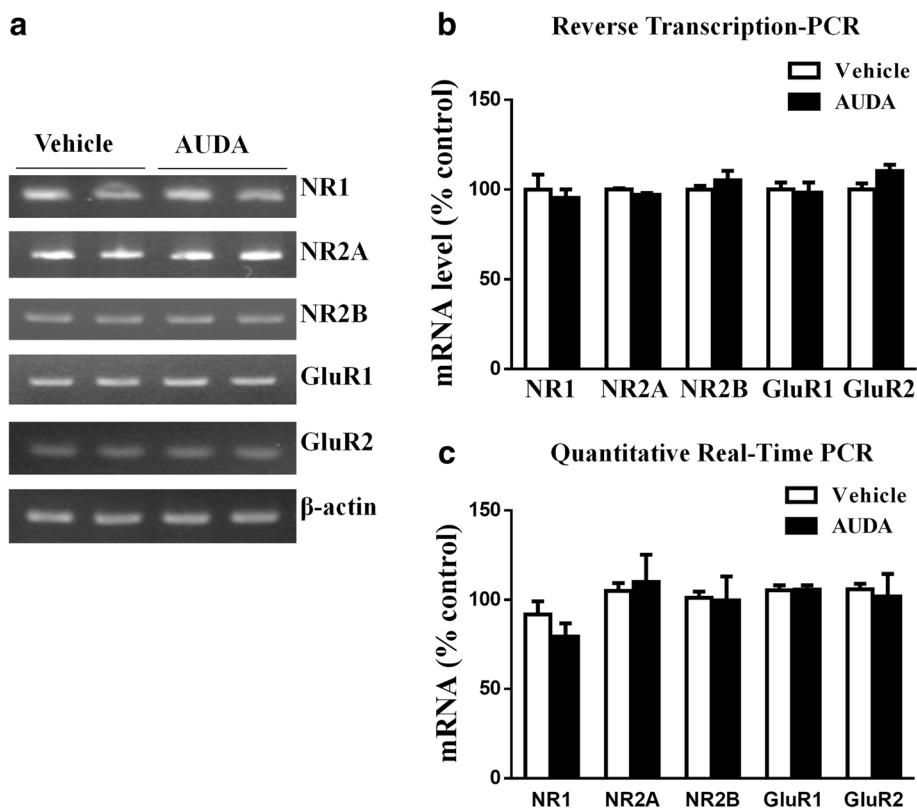 a
Vehicle AUDA
NR1
NR2A
NR2B
GluR1
GluR2
β-actin
b
Reverse Transcription-PCR
Vehicle
AUDA
mRNA level (% control)
150
100
50
0
NR1 NR2A NR2B GluR1 GluR2
c
Quantitative Real-Time PCR
Vehicle
AUDA
mRNA (% control)
150
100
50
0
NR1 NR2A NR2B GluR1 GluR2